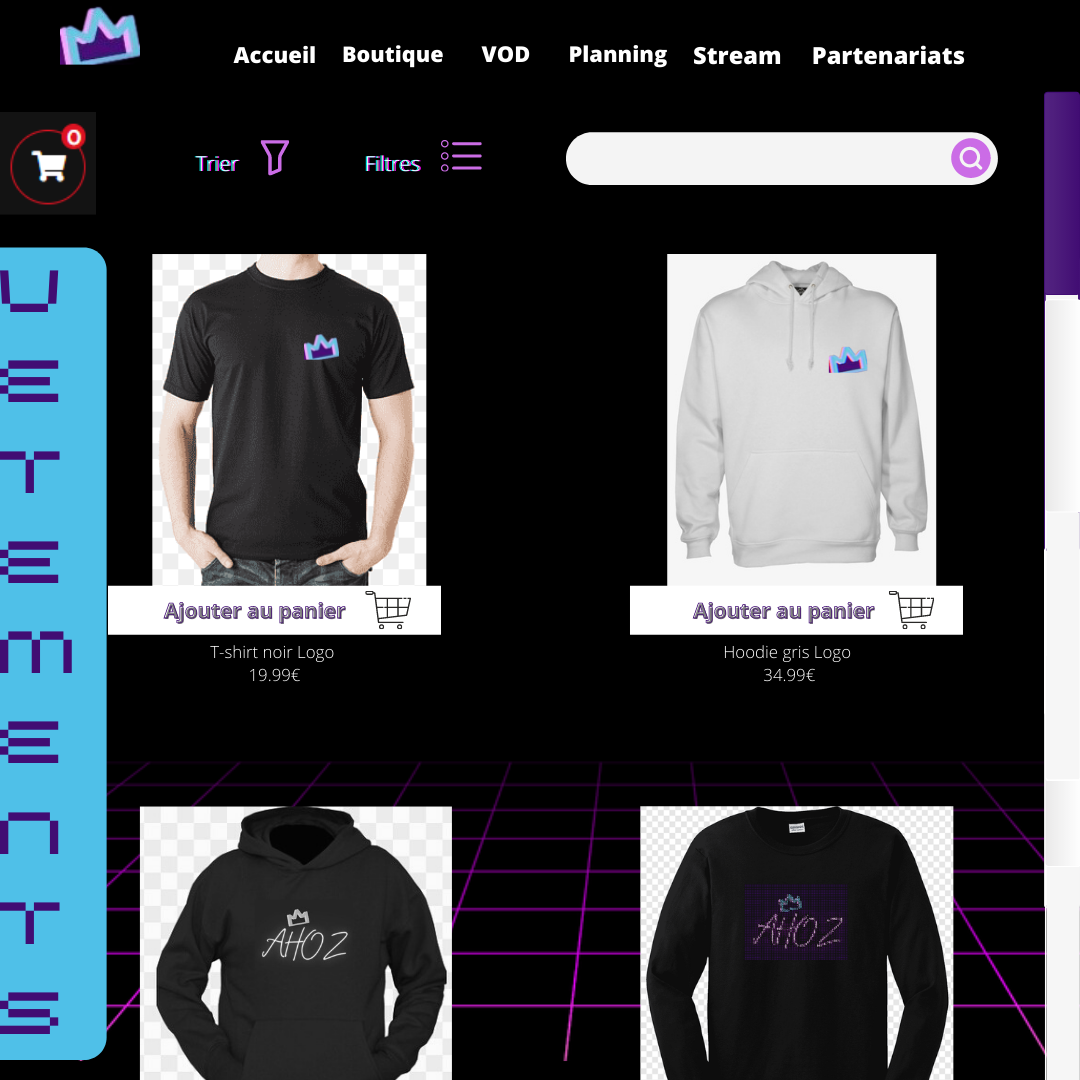 Accueil Boutique VOD Planning Stream Partenariats
0
Trier Filtres
VETEMENTS
Ajouter au panier
T-shirt noir Logo
19.99€
Ajouter au panier
Hoodie gris Logo
34.99€
AHOZ
AHOZ